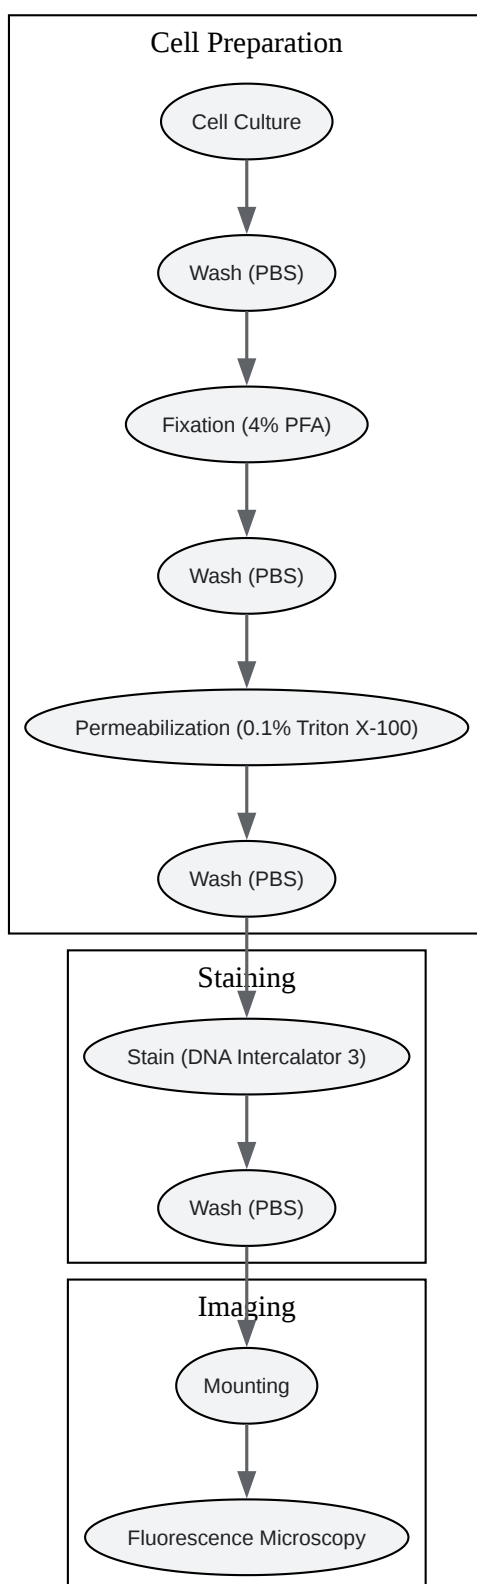 Cell Preparation
Cell Culture
Wash (PBS)
Fixation (4% PFA)
Wash (PBS)
Permeabilization (0.1% Triton X-100)
Wash (PBS)
Staining
Stain (DNA Intercalator 3)
Wash (PBS)
Imaging
Mounting
Fluorescence Microscopy